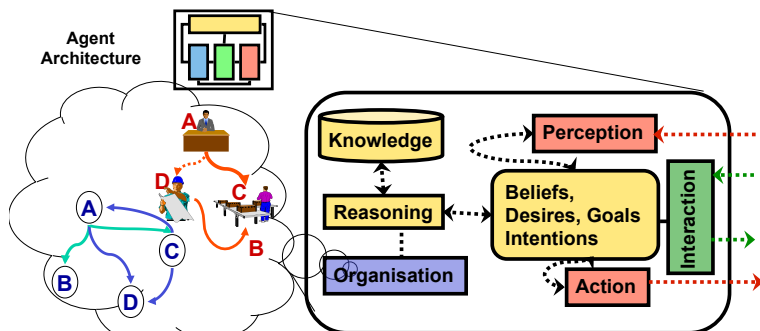 Agent
Architecture
A
D
C
B
A
C
B
D
Knowledge
Reasoning
Organisation
Perception
Beliefs,
Desires, Goals
Intentions
Action
Interaction